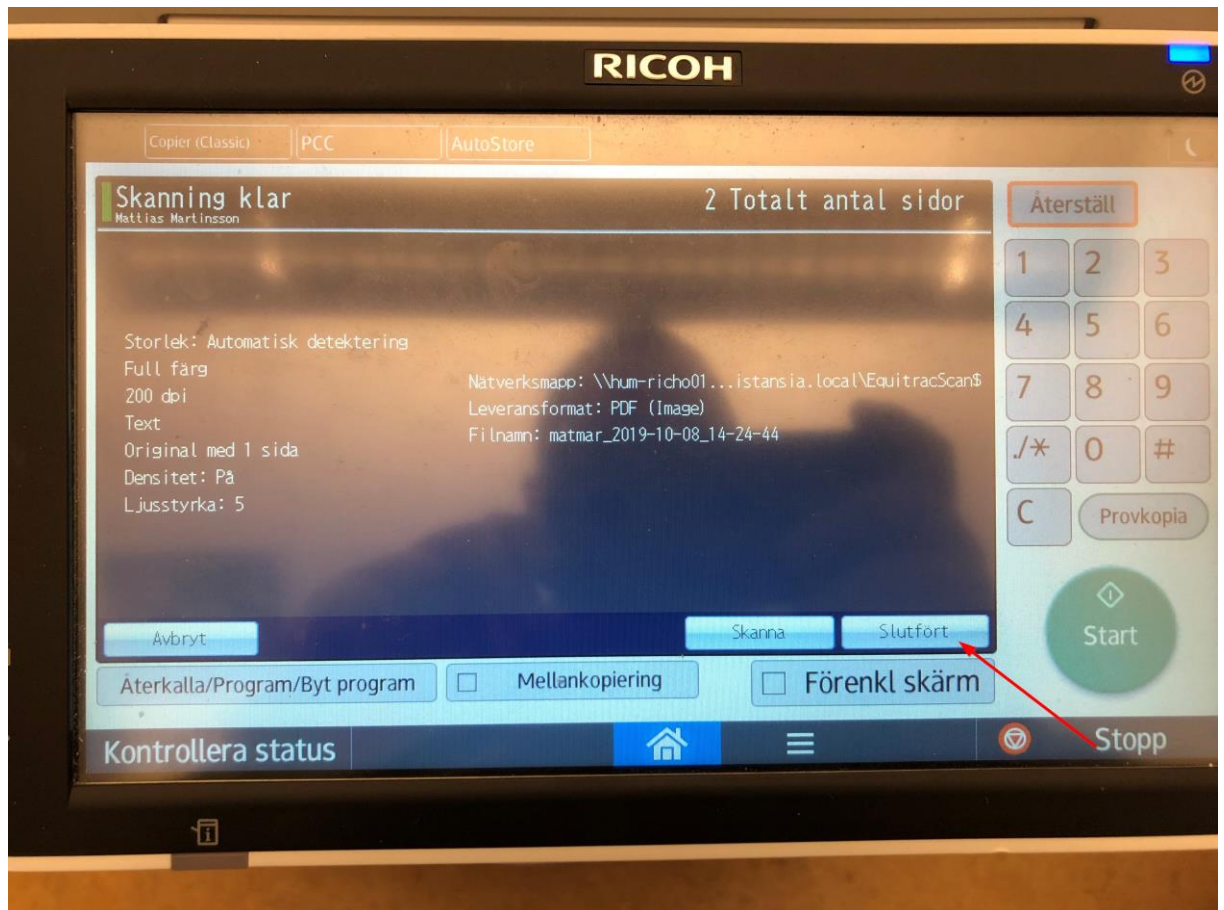 RICOH
Copier (Classic) PCC AutoStore
Skanning klar 2 Totalt antal sidor
Mattias Martinsson
Återställ
1 2 3
4 5 6
7 8 9
./* 0 #
C Provkopia
Start
Storlek: Automatisk detektering
Full färg
200 dpi
Text
Original med 1 sida
Densitet: På
Ljusstyrka: 5
Nätverksmapp: \\hum-richo01...istansia.local\EquitracScan$
Leveransformat: PDF (Image)
Filnamn: matmar_2019-10-08_14-24-44
Avbryt Skanna Slutfört
Återkalla/Program/Byt program Mellankopiering Förenkl skärm
Kontrollera status Stopp